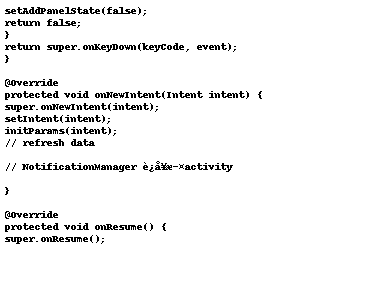 setAddPanelState(false);
return false;
}
return super.onKeyDown(keyCode, event);
}
@Override
protected void onNewIntent(Intent intent) {
super.onNewIntent(intent);
setIntent(intent);
initParams(intent);
// refresh data
// NotificationManager è¿å¥æ-¤activity
}
@Override
protected void onResume() {
super.onResume();